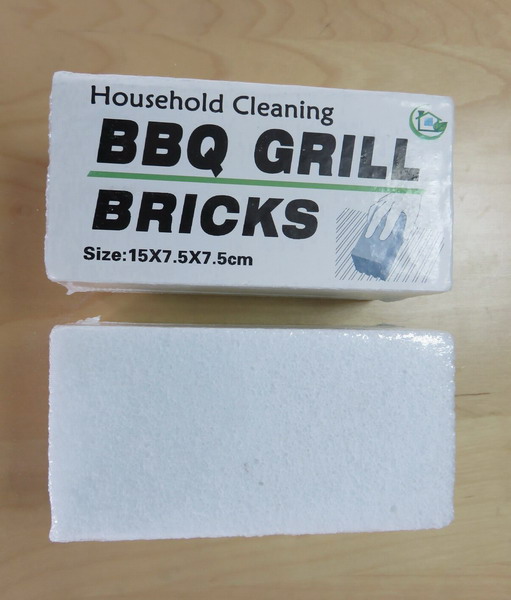 Household Cleaning
BBQ GRILL
BRICKS
Size:15X7.5X7.5cm